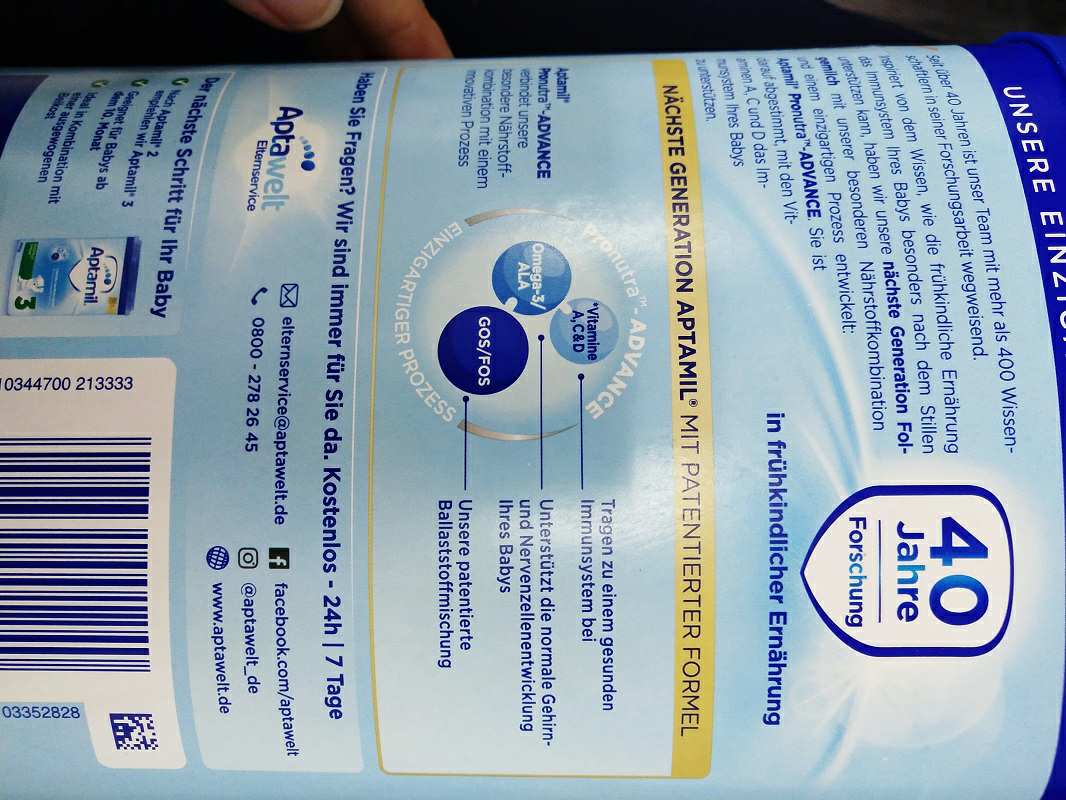 UNSERE EINZI
Seit über 40 Jahren ist unser Team mit mehr als 400 Wissen-
schaftlern in seiner Forschungsarbeit wegweisend.
Inspiriert von dem Wissen, wie die frühkindliche Ernährung
das Immunsystem Ihres Babys besonders nach dem Stillen
unterstützen kann, haben wir unsere nächste Generation Fol-
gemilch mit unserer besonderen Nährstoffkombination
und einem einzigartigen Prozess entwickelt:
Aptamil® Pronutra™-ADVANCE. Sie ist
darauf abgestimmt, mit den Vit-
aminen A, C und D das Im-
munsystem Ihres Babys
zu unterstützen.
40
Jahre
Forschung
in frühkindlicher Ernährung
NÄCHSTE GENERATION APTAMIL® MIT PATENTIERTER FORMEL
Aptamil®
Pronutra™-ADVANCE
verbindet unsere
besondere Nährstoff-
kombination mit einem
innovativen Prozess
Pronutra™-ADVANCE
EINZIGARTIGER PROZESS
*Vitamine
A,C&D
Omega-3/
ALA
GOS/FOS
Tragen zu einem gesunden
Immunsystem bei
Unterstützt die normale Gehirn-
und Nervenzellenentwicklung
Ihres Babys
Unsere patentierte
Ballaststoffmischung
Haben Sie Fragen? Wir sind immer für Sie da. Kostenlos - 24h | 7 Tage
Aptawelt
Elternservice
elternservice@aptawelt.de
0800 - 278 26 45
facebook.com/aptawelt
@aptawelt_de
www.aptawelt.de
Der nächste Schritt für Ihr Baby
Nach Aptamil® 2
empfehlen wir Aptamil® 3
Geeignet für Babys ab
dem 10. Monat
Ideal in Kombination mit
einer ausgewogenen
Aptamil
3
10344700 213333
03352828